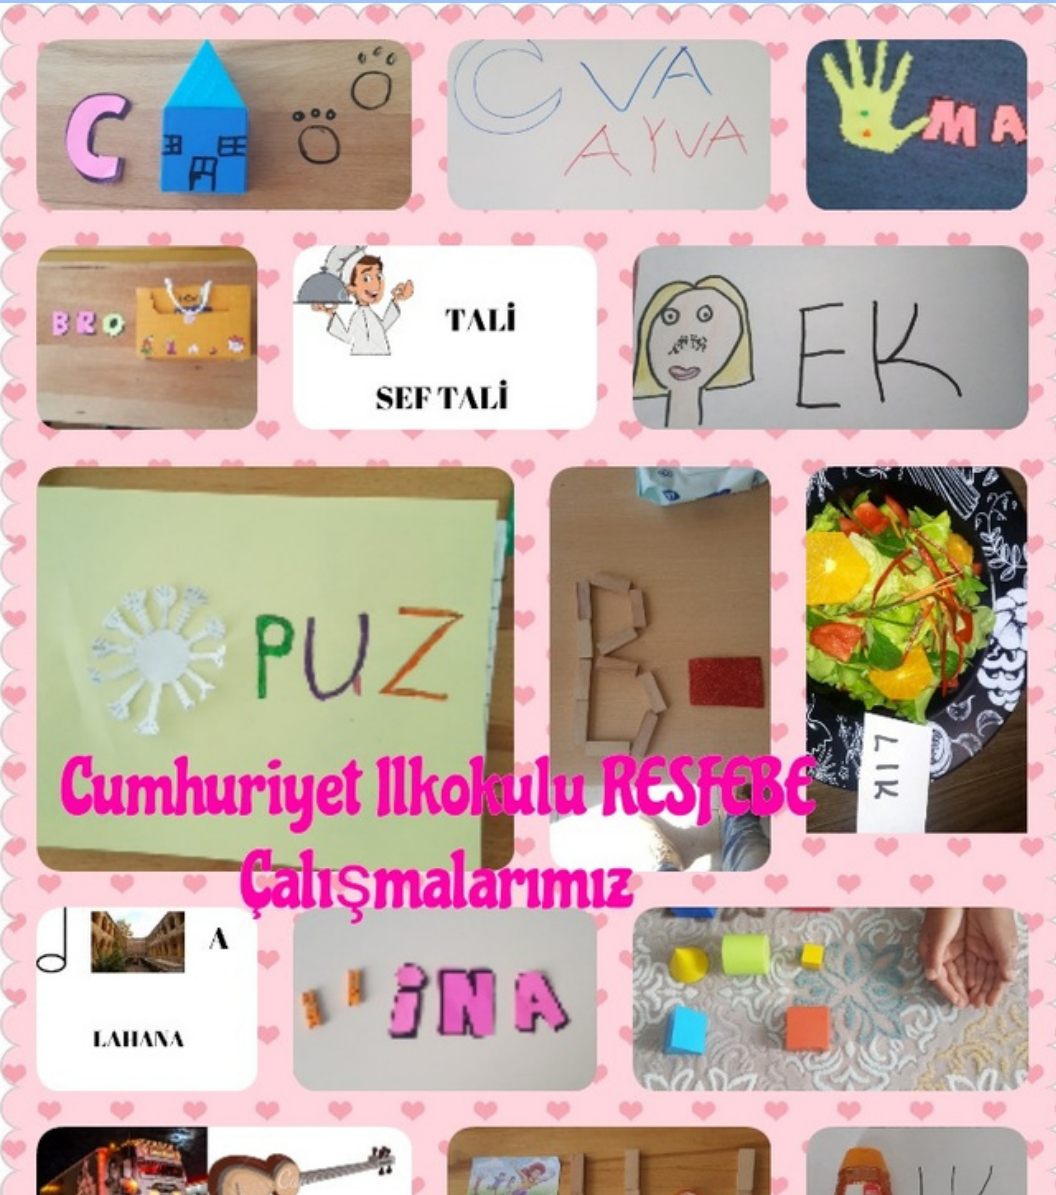 C
VA
AYVA
MA
BRO
TALİ
SEF TALİ
EK
PUZ
B
LIK
Cumhuriyet Ilkokulu RESFEBE
Çalışmalarımız
A
LAHANA
İNA